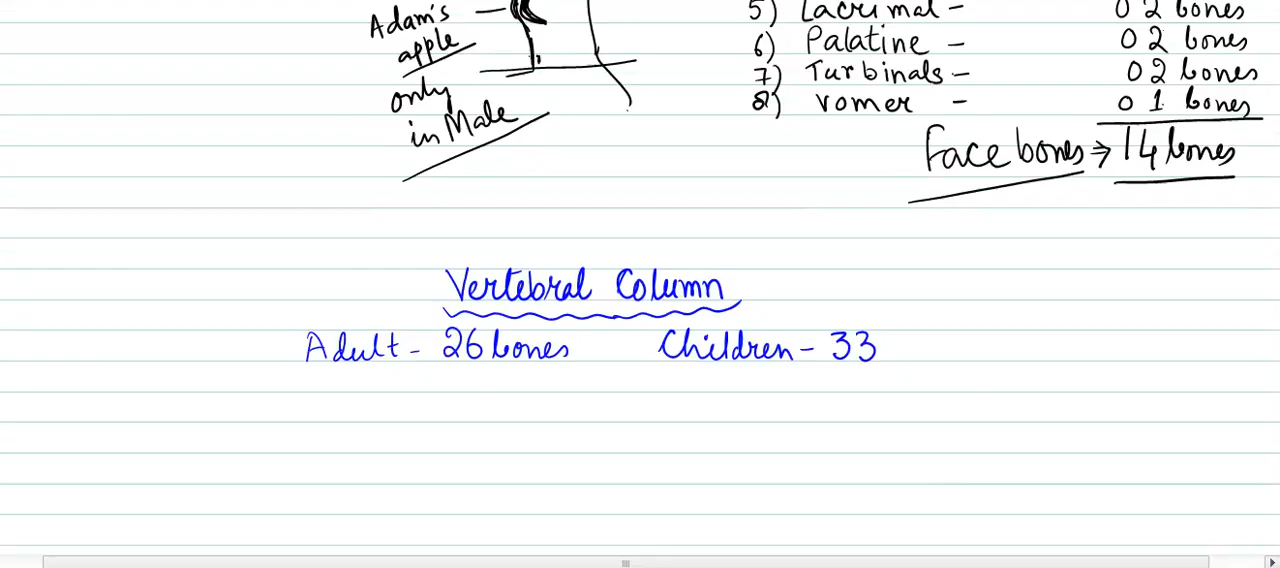 Adam's
apple
only
in Male
5) Lacrimal - 02 bones
6) Palatine - 02 bones
7) Turbinals - 02 bones
8) vomer - 01 bones
Face bones → 14 bones
Vertebral Column
Adult - 26 bones Children - 33